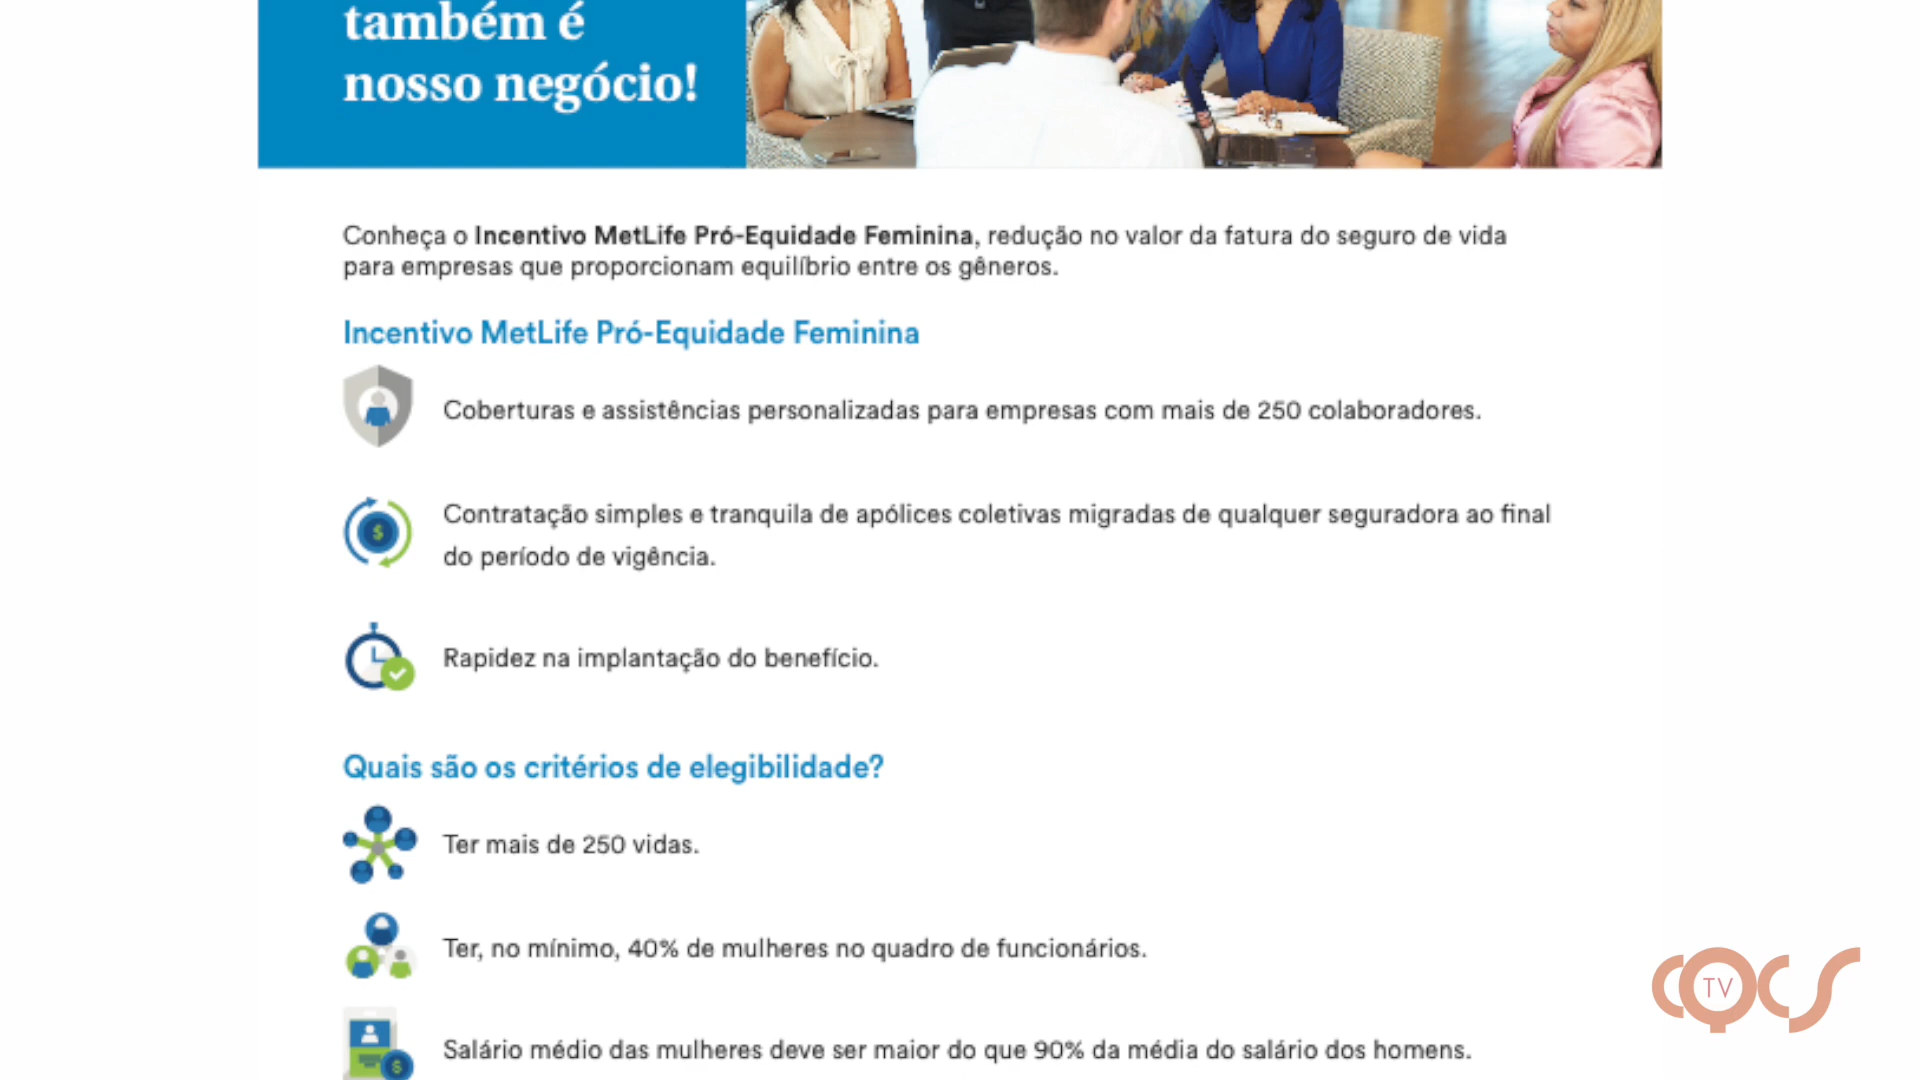 também é
nosso negócio!
Conheça o Incentivo MetLife Pró-Equidade Feminina, redução no valor da fatura do seguro de vida
para empresas que proporcionam equilíbrio entre os gêneros.
Incentivo MetLife Pró-Equidade Feminina
Coberturas e assistências personalizadas para empresas com mais de 250 colaboradores.
Contratação simples e tranquila de apólices coletivas migradas de qualquer seguradora ao final
do período de vigência.
Rapidez na implantação do benefício.
Quais são os critérios de elegibilidade?
Ter mais de 250 vidas.
Ter, no mínimo, 40% de mulheres no quadro de funcionários.
Salário médio das mulheres deve ser maior do que 90% da média do salário dos homens.
CQCS
TV